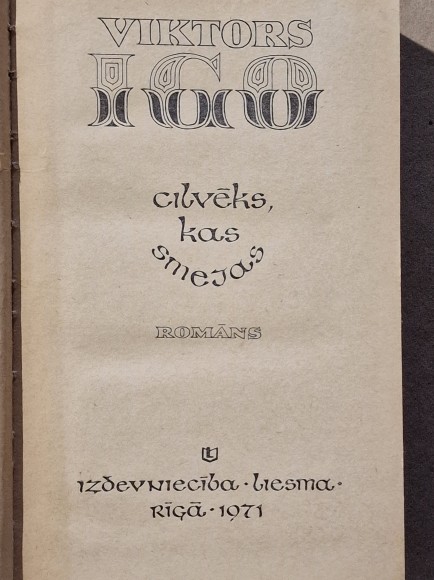 VIKTORS
IGO
cilvēks,
kas
smejas
ROMĀNS
izdevniecība · Liesma ·
RĪGĀ · 1971